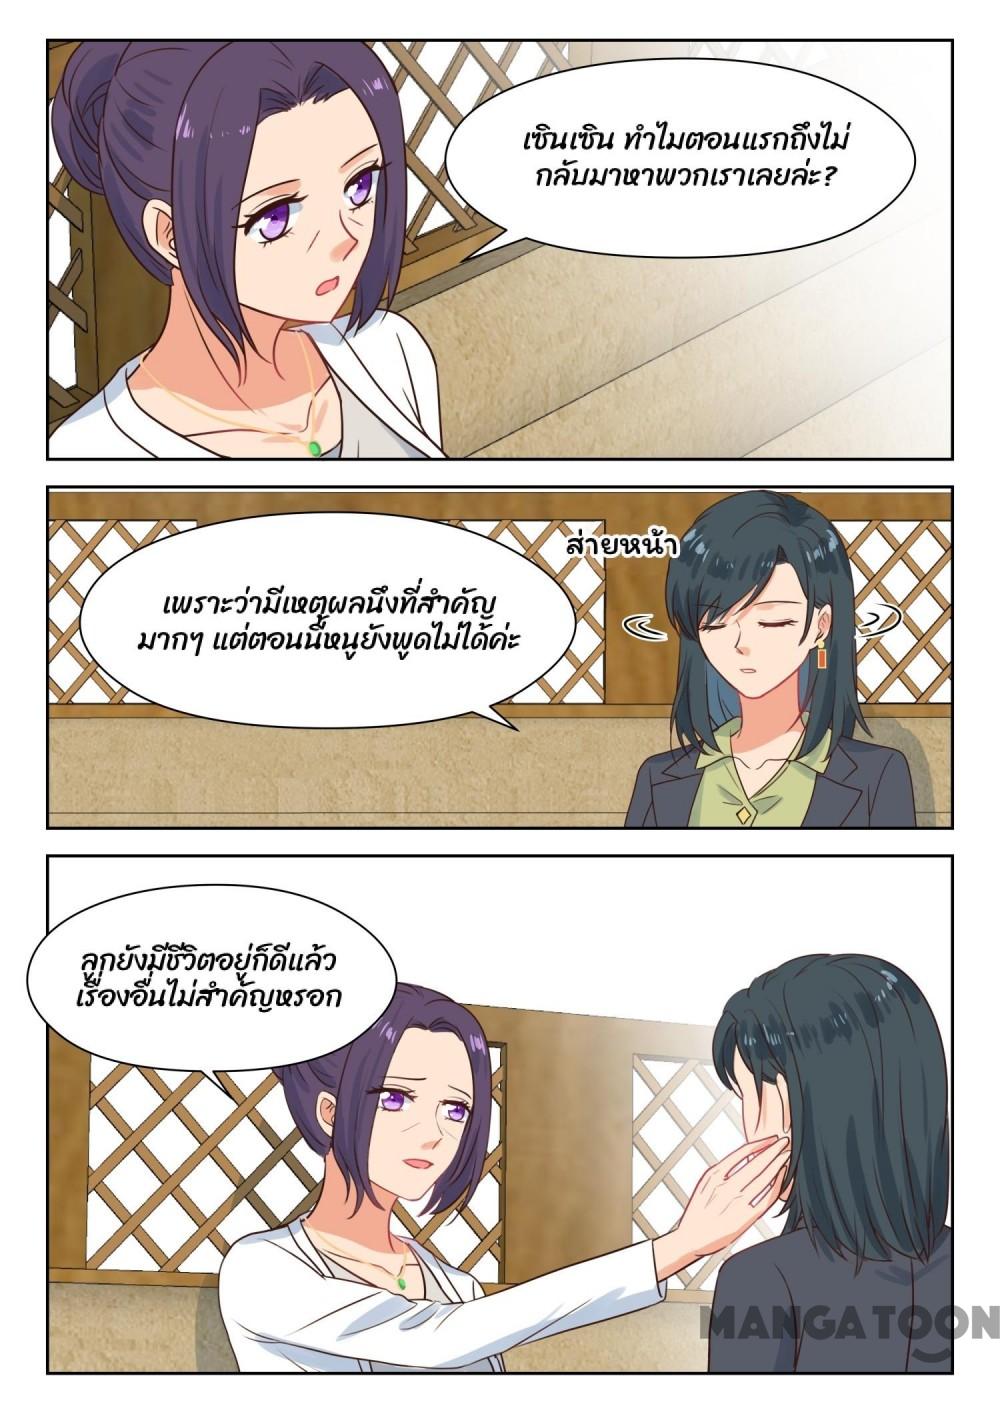 เซินเซิน ทำไมตอนแรกถึงไม่
กลับมาหาพวกเราเลยล่ะ?
ส่ายหน้า
เพราะว่ามีเหตุผลนึงที่สำคัญ
มากๆ แต่ตอนนี้หนูยังพูดไม่ได้ค่ะ
ลูกยังมีชีวิตอยู่ก็ดีแล้ว
เรื่องอื่นไม่สำคัญหรอก
MANGATOON